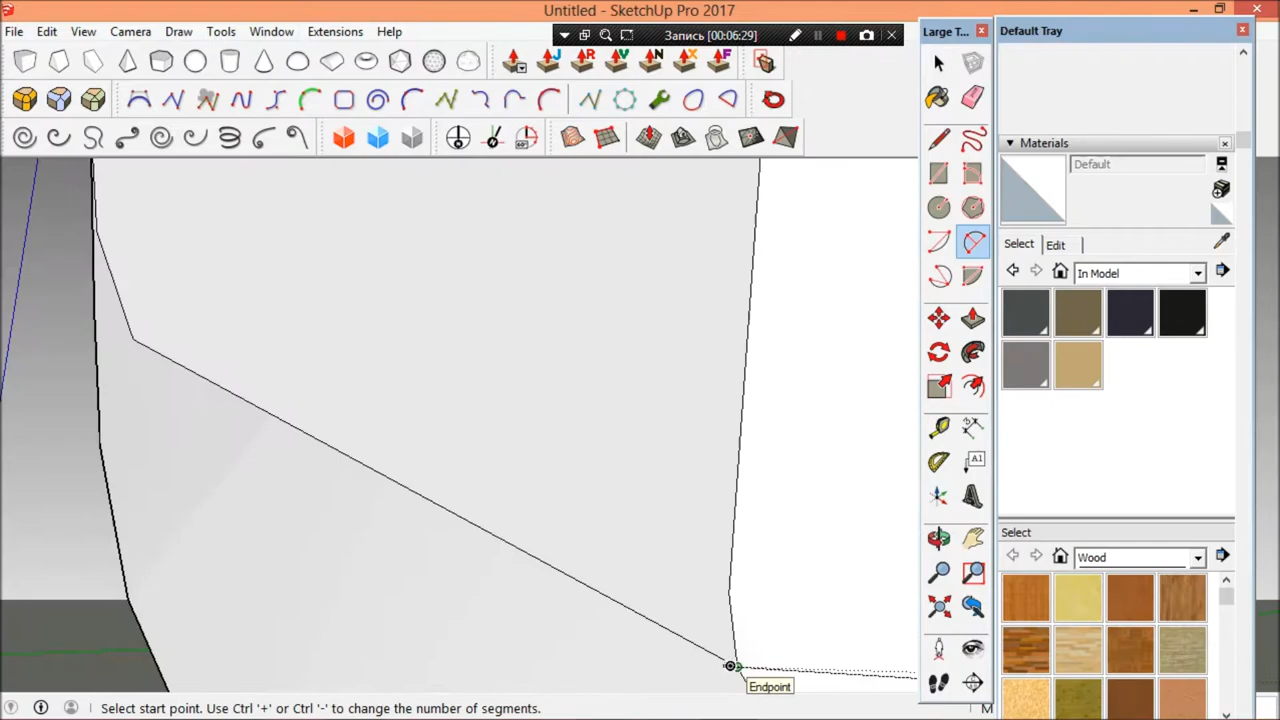 Untitled - SketchUp Pro 2017
File Edit View Camera Draw Tools Window Extensions Help
Запись [00:06:29]
J R V N X F
Large T...
Default Tray
Materials
Default
Select Edit
In Model
A1
Select
Wood
Endpoint
Select start point. Use Ctrl '+' or Ctrl '-' to change the number of segments.
M